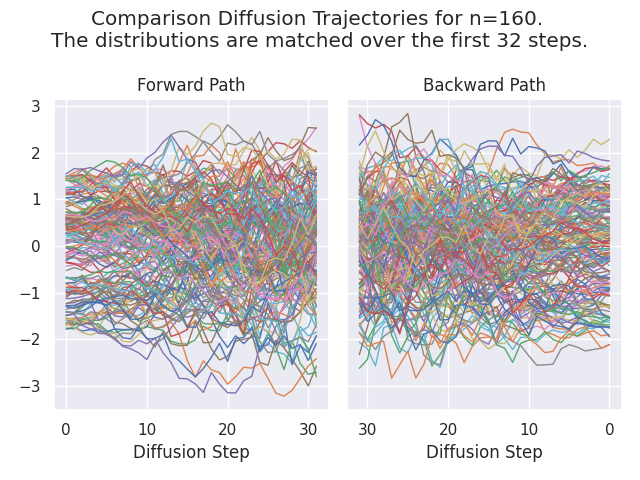 Comparison Diffusion Trajectories for n=160.
The distributions are matched over the first 32 steps.
Forward Path
Backward Path
3
2
1
0
−1
−2
−3
0 10 20 30
30 20 10 0
Diffusion Step
Diffusion Step